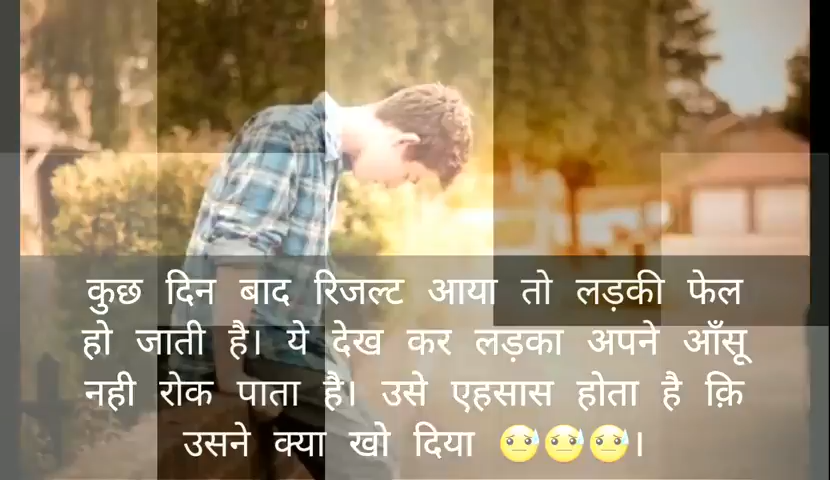 कुछ दिन बाद रिजल्ट आया तो लड़की फेल
हो जाती है। ये देख कर लड़का अपने आँसू
नही रोक पाता है। उसे एहसास होता है क़ि
उसने क्या खो दिया 😓😓😓।